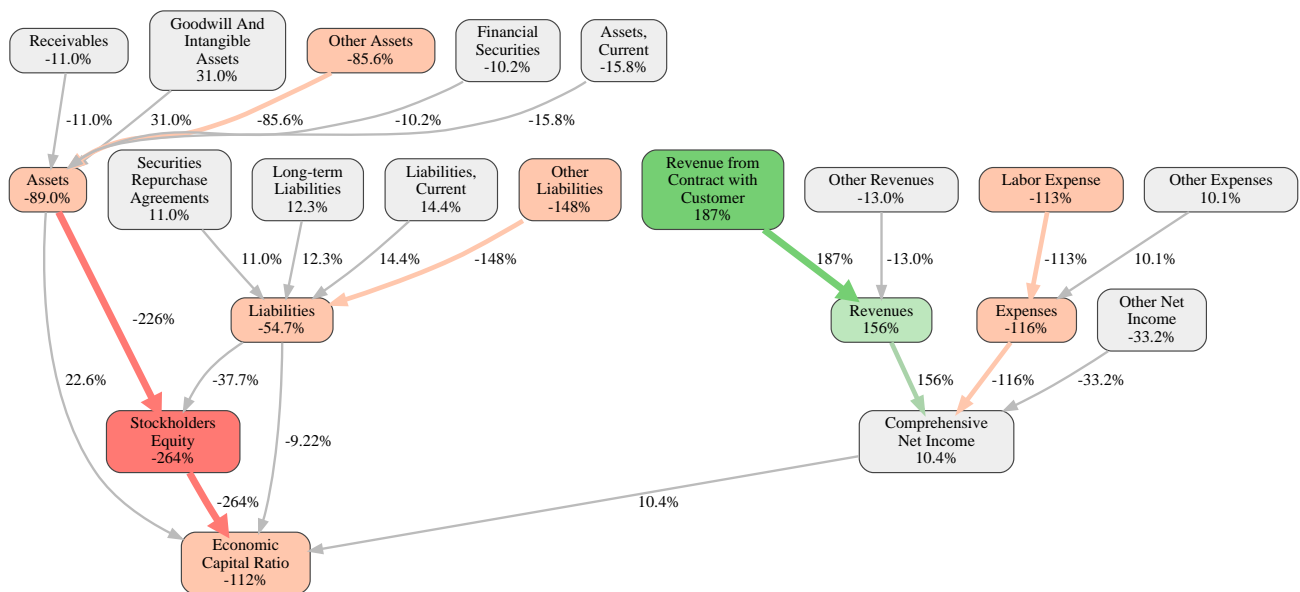 Receivables
-11.0%
Goodwill And
Intangible
Assets
31.0%
Other Assets
-85.6%
Financial
Securities
-10.2%
Assets,
Current
-15.8%
-11.0%
31.0%
-85.6%
-10.2%
-15.8%
Assets
-89.0%
Securities
Repurchase
Agreements
11.0%
Long-term
Liabilities
12.3%
Liabilities,
Current
14.4%
Other
Liabilities
-148%
Revenue from
Contract with
Customer
187%
Other Revenues
-13.0%
Labor Expense
-113%
Other Expenses
10.1%
11.0%
12.3%
14.4%
-148%
187%
-13.0%
-113%
10.1%
-226%
Liabilities
-54.7%
Revenues
156%
Expenses
-116%
Other Net
Income
-33.2%
22.6%
-37.7%
156%
-116%
-33.2%
Stockholders
Equity
-264%
-9.22%
Comprehensive
Net Income
10.4%
-264%
10.4%
Economic
Capital Ratio
-112%